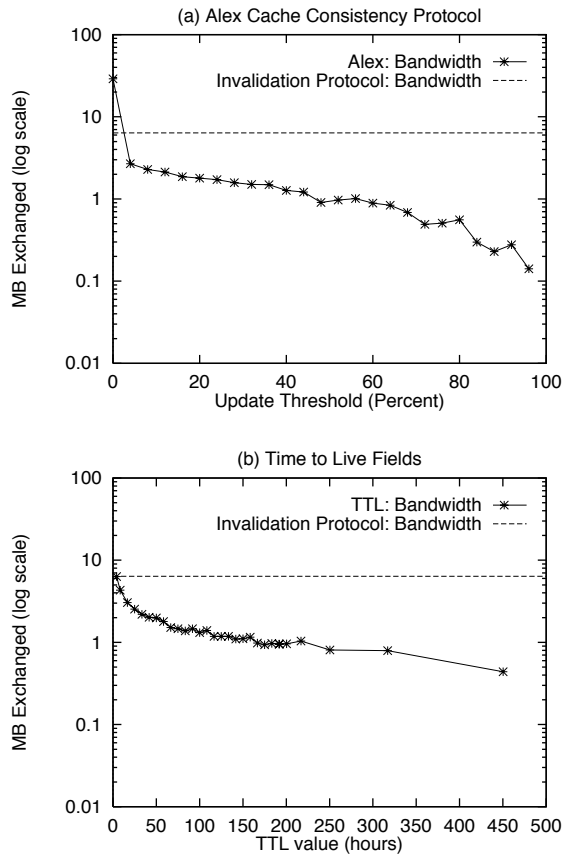 (a) Alex Cache Consistency Protocol
100
10
1
0.1
0.01
MB Exchanged (log scale)
Alex: Bandwidth
Invalidation Protocol: Bandwidth
0 20 40 60 80 100
Update Threshold (Percent)
(b) Time to Live Fields
100
10
1
0.1
0.01
MB Exchanged (log scale)
TTL: Bandwidth
Invalidation Protocol: Bandwidth
0 50 100 150 200 250 300 350 400 450 500
TTL value (hours)